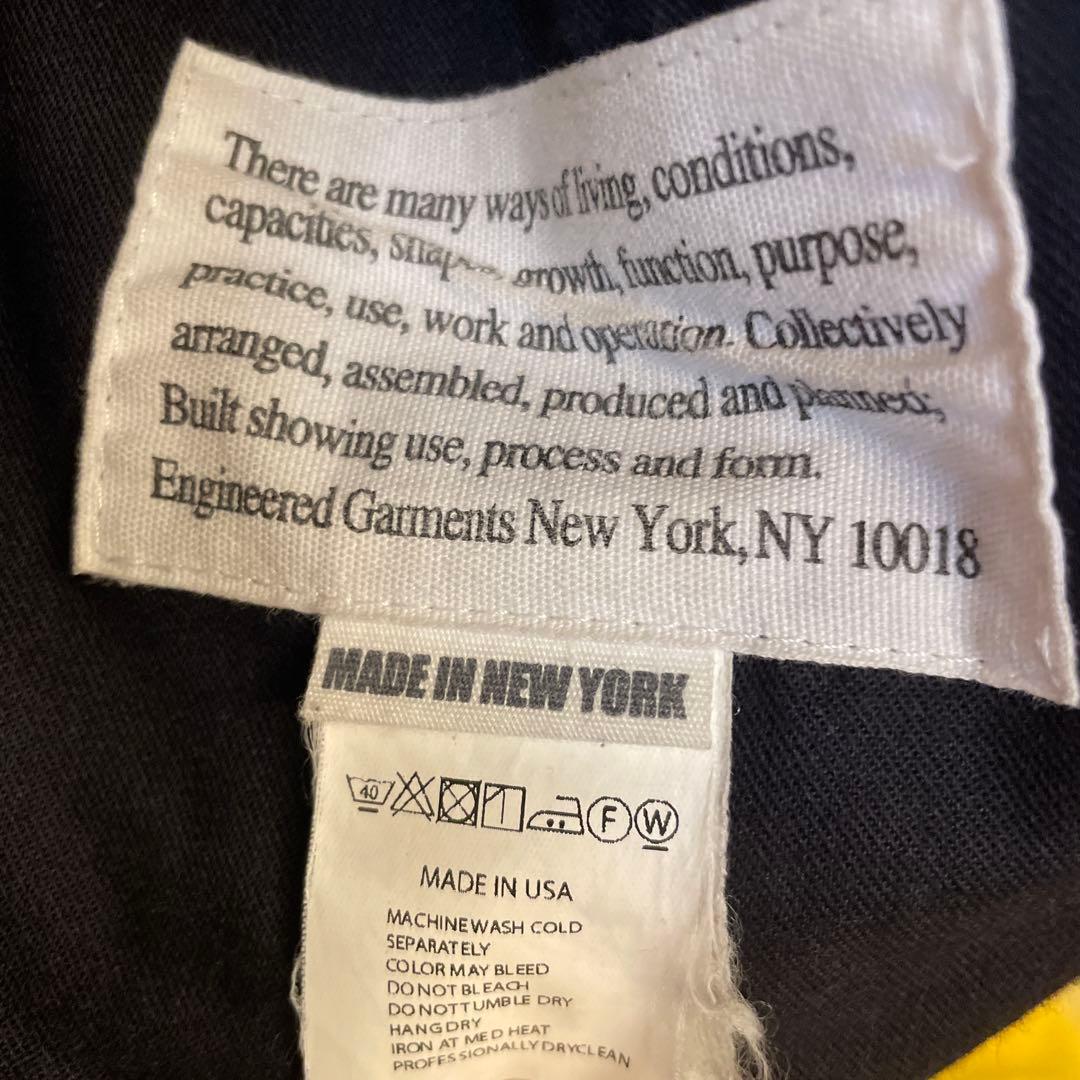 There are many ways of living, conditions,
capacities, growth, function, purpose,
practice, use, work and operation. Collectively
arranged, assembled, produced and planned;
Built showing use, process and form.
Engineered Garments New York, NY 10018
MADE IN NEW YORK
40 F W
MADE IN USA
MACHINE WASH COLD
SEPARATELY
COLOR MAY BLEED
DO NOT BLEACH
DO NOT TUMBLE DRY
HANG DRY
IRON AT MED HEAT
PROFESSIONALLY DRYCLEAN